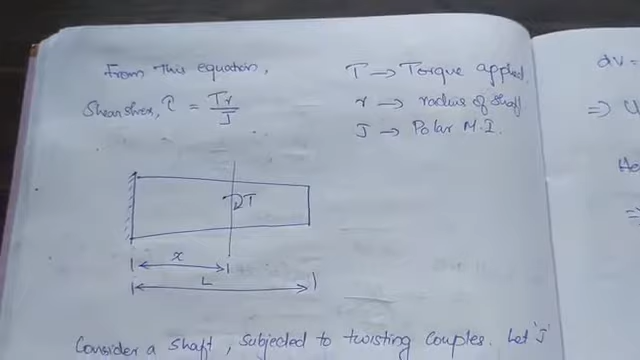 From this equation,
Shear stress, τ = Tr/J
T → Torque applied
r → radius of shaft
J → Polar M.I.
T
x
L
Consider a shaft, subjected to twisting couples. Let 'J'
dv =
⇒ U
He
⇒